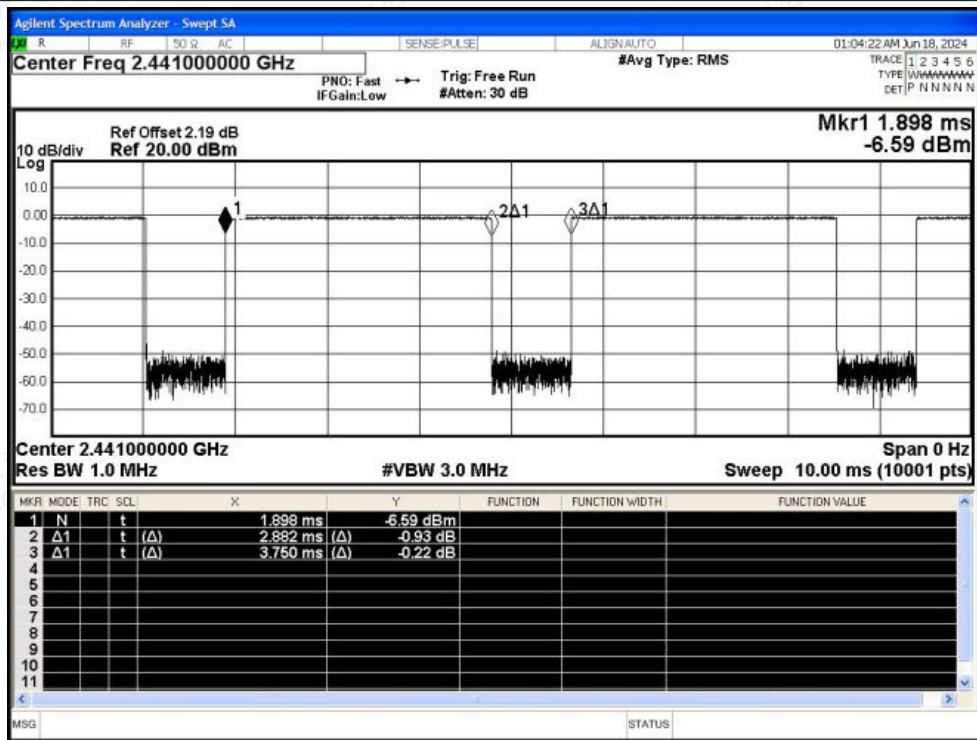 Agilent Spectrum Analyzer - Swept SA
LXI R RF 50 Ω AC SENSE:PULSE ALIGNAUTO 01:04:22 AM Jun 18, 2024
Center Freq 2.441000000 GHz
PNO: Fast
IFGain:Low
Trig: Free Run
#Atten: 30 dB
#Avg Type: RMS
TRACE 1 2 3 4 5 6
TYPE WWWWWW
DET P N N N N N
Ref Offset 2.19 dB
10 dB/div Ref 20.00 dBm
Log
Mkr1 1.898 ms
-6.59 dBm
10.0
0.00
-10.0
-20.0
-30.0
-40.0
-50.0
-60.0
-70.0
1
2Δ1
3Δ1
Center 2.441000000 GHz Span 0 Hz
Res BW 1.0 MHz #VBW 3.0 MHz Sweep 10.00 ms (10001 pts)
MKR MODE TRC SCL X Y FUNCTION FUNCTION WIDTH FUNCTION VALUE
1 N t 1.898 ms -6.59 dBm
2 Δ1 t (Δ) 2.882 ms (Δ) -0.93 dB
3 Δ1 t (Δ) 3.750 ms (Δ) -0.22 dB
4
5
6
7
8
9
10
11
MSG STATUS